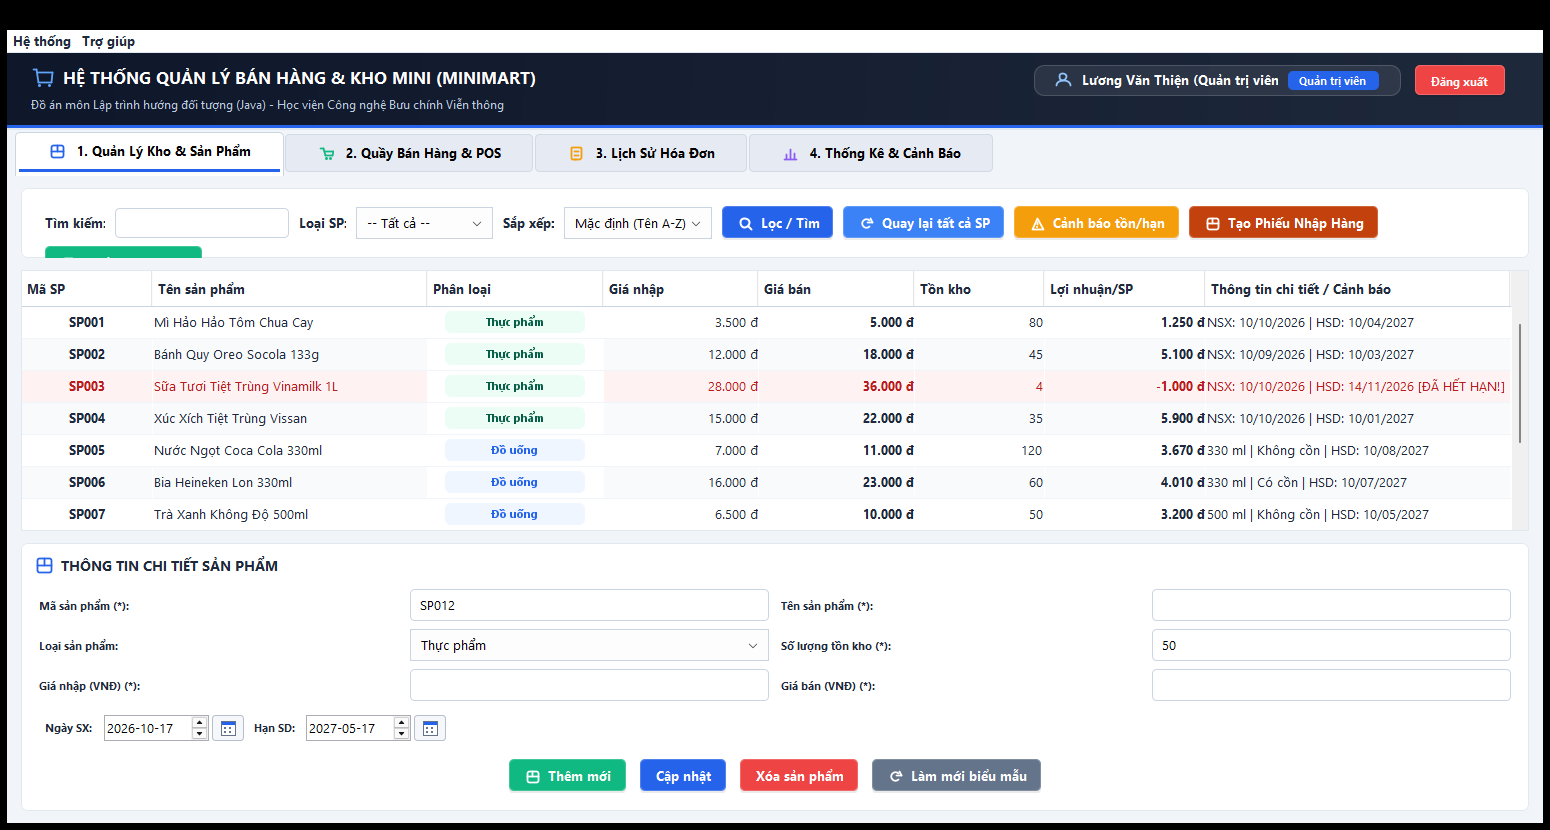 Hệ thống Trợ giúp
HỆ THỐNG QUẢN LÝ BÁN HÀNG & KHO MINI (MINIMART)
Đồ án môn Lập trình hướng đối tượng (Java) - Học viện Công nghệ Bưu chính Viễn thông
Lương Văn Thiện (Quản trị viên Quản trị viên Đăng xuất
1. Quản Lý Kho & Sản Phẩm 2. Quầy Bán Hàng & POS 3. Lịch Sử Hóa Đơn 4. Thống Kê & Cảnh Báo
Tìm kiếm: Loại SP: -- Tất cả -- Sắp xếp: Mặc định (Tên A-Z) Lọc / Tìm Quay lại tất cả SP Cảnh báo tồn/hạn Tạo Phiếu Nhập Hàng
Mã SP Tên sản phẩm Phân loại Giá nhập Giá bán Tồn kho Lợi nhuận/SP Thông tin chi tiết / Cảnh báo
SP001 Mì Hảo Hảo Tôm Chua Cay Thực phẩm 3.500 đ 5.000 đ 80 1.250 đ NSX: 10/10/2026 | HSD: 10/04/2027
SP002 Bánh Quy Oreo Socola 133g Thực phẩm 12.000 đ 18.000 đ 45 5.100 đ NSX: 10/09/2026 | HSD: 10/03/2027
SP003 Sữa Tươi Tiệt Trùng Vinamilk 1L Thực phẩm 28.000 đ 36.000 đ 4 -1.000 đ NSX: 10/10/2026 | HSD: 14/11/2026 [ĐÃ HẾT HẠN!]
SP004 Xúc Xích Tiệt Trùng Vissan Thực phẩm 15.000 đ 22.000 đ 35 5.900 đ NSX: 10/10/2026 | HSD: 10/01/2027
SP005 Nước Ngọt Coca Cola 330ml Đồ uống 7.000 đ 11.000 đ 120 3.670 đ 330 ml | Không cồn | HSD: 10/08/2027
SP006 Bia Heineken Lon 330ml Đồ uống 16.000 đ 23.000 đ 60 4.010 đ 330 ml | Có cồn | HSD: 10/07/2027
SP007 Trà Xanh Không Độ 500ml Đồ uống 6.500 đ 10.000 đ 50 3.200 đ 500 ml | Không cồn | HSD: 10/05/2027
THÔNG TIN CHI TIẾT SẢN PHẨM
Mã sản phẩm (*): SP012 Tên sản phẩm (*):
Loại sản phẩm: Thực phẩm Số lượng tồn kho (*): 50
Giá nhập (VNĐ) (*): Giá bán (VNĐ) (*):
Ngày SX: 2026-10-17 Hạn SD: 2027-05-17
Thêm mới Cập nhật Xóa sản phẩm Làm mới biểu mẫu